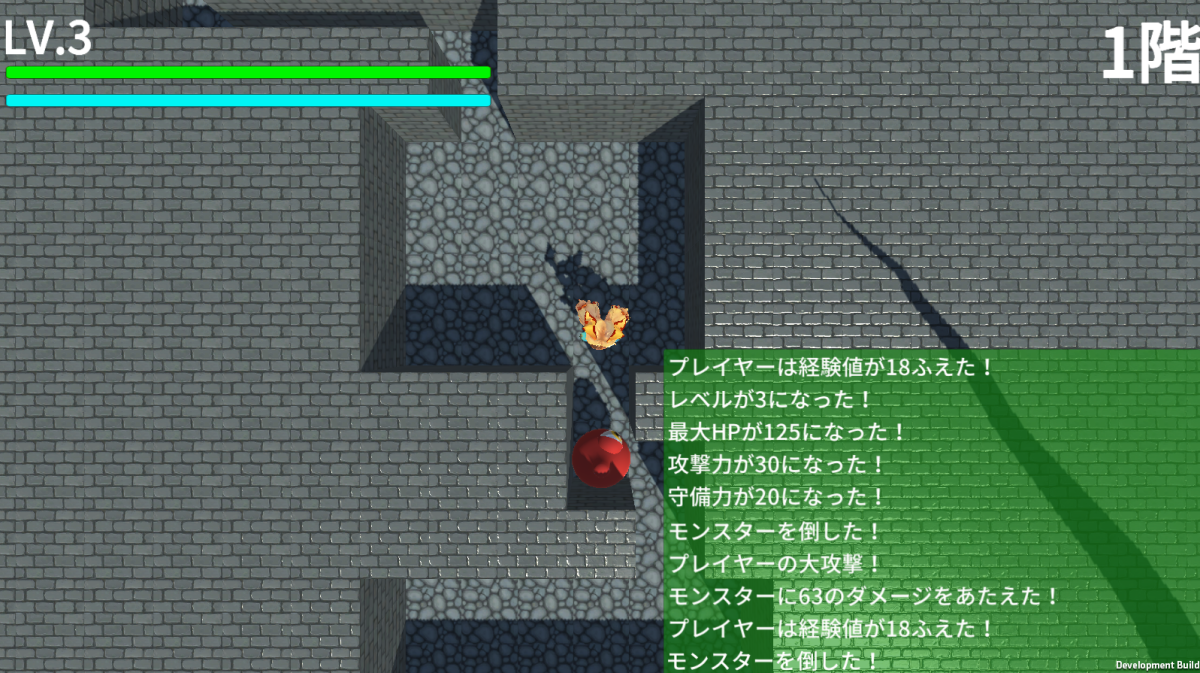 LV.3
1階
プレイヤーは経験値が18ふえた！
レベルが3になった！
最大HPが125になった！
攻撃力が30になった！
守備力が20になった！
モンスターを倒した！
プレイヤーの大攻撃！
モンスターに63のダメージをあたえた！
プレイヤーは経験値が18ふえた！
モンスターを倒した！
Development Build